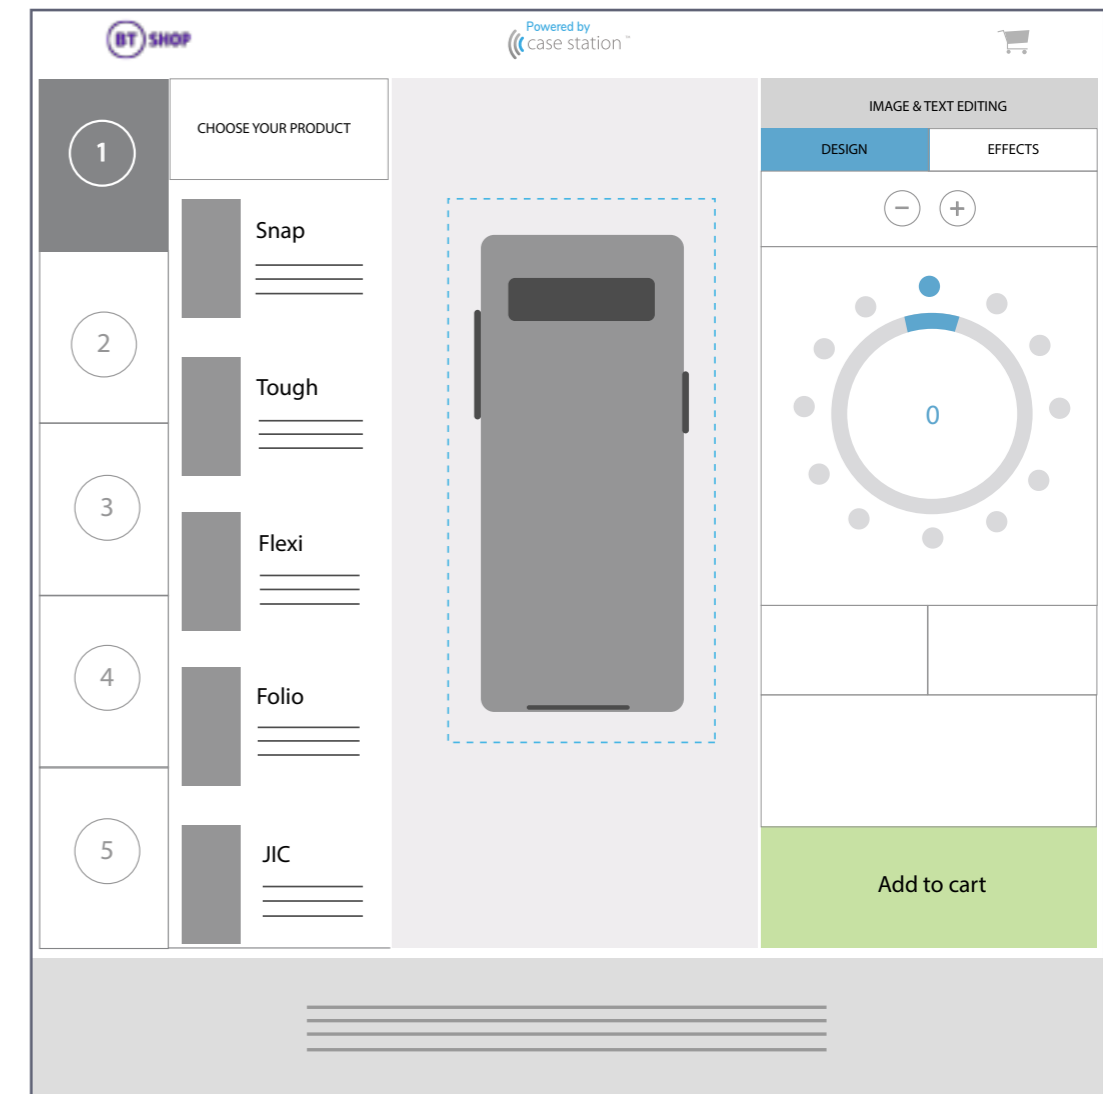 BT SHOP
Powered by
case station™
1
CHOOSE YOUR PRODUCT
2
3
4
5
Snap
Tough
Flexi
Folio
JIC
IMAGE & TEXT EDITING
DESIGN
EFFECTS
− +
0
Add to cart